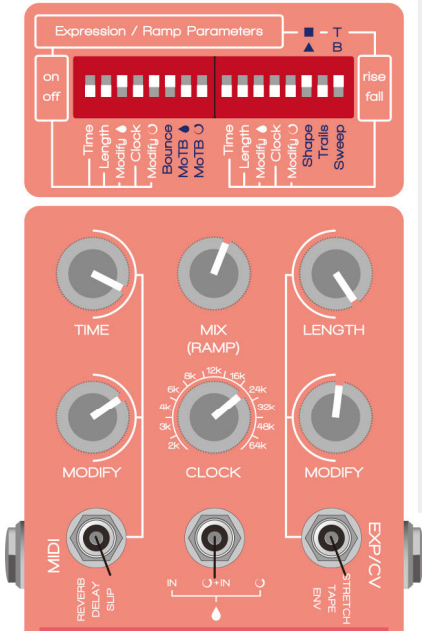 Expression / Ramp Parameters
T
B
on
off
rise
fall
Time
Length
Modify
Clock
Modify
Bounce
MoTB
MoTB
Time
Length
Modify
Clock
Modify
Shape
Trails
Sweep
TIME
MIX
(RAMP)
LENGTH
2k
3k
4k
6k
8k
12k
16k
24k
32k
48k
64k
MODIFY
CLOCK
MODIFY
MIDI
REVERB
DELAY
SLIP
IN
+IN
EXP/CV
STRETCH
TAPE
ENV